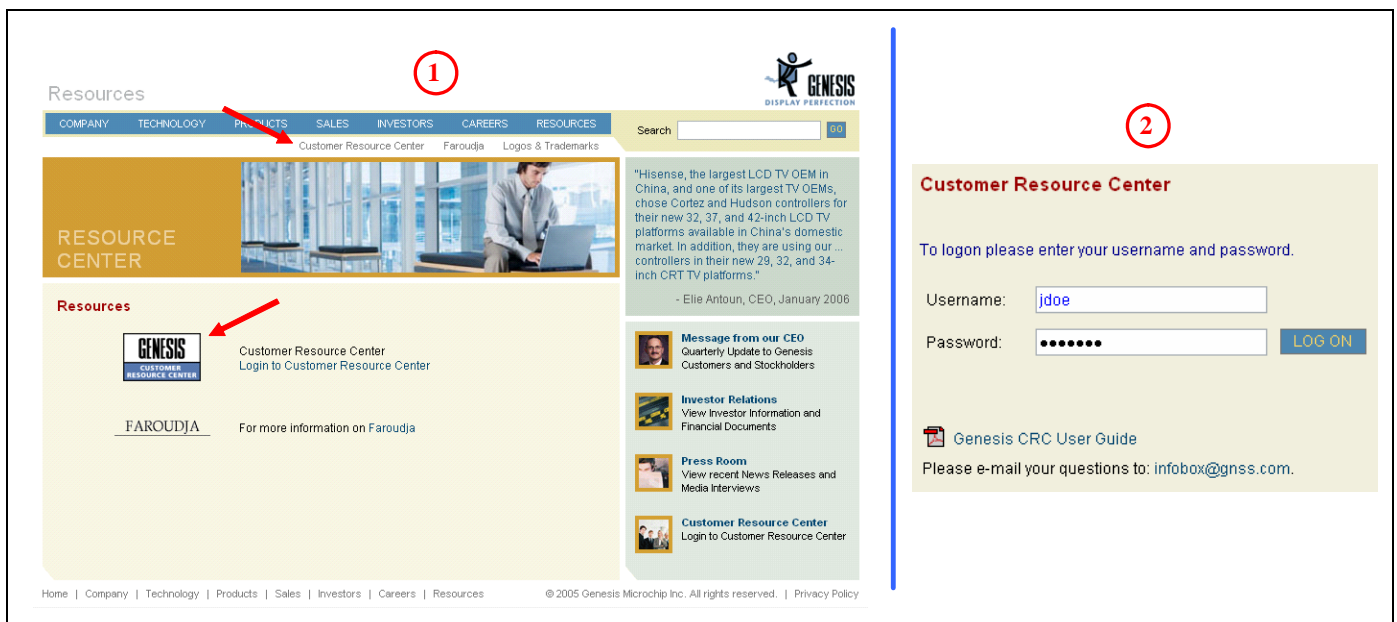 1
Resources
GENESIS
DISPLAY PERFECTION
COMPANY TECHNOLOGY PRODUCTS SALES INVESTORS CAREERS RESOURCES
Search GO
Customer Resource Center Faroudja Logos & Trademarks
RESOURCE
CENTER
"Hisense, the largest LCD TV OEM in
China, and one of its largest TV OEMs,
chose Cortez and Hudson controllers for
their new 32, 37, and 42-inch LCD TV
platforms available in China's domestic
market. In addition, they are using our ...
controllers in their new 29, 32, and 34-
inch CRT TV platforms."
- Elie Antoun, CEO, January 2006
Resources
GENESIS
CUSTOMER
RESOURCE CENTER
Customer Resource Center
Login to Customer Resource Center
FAROUDJA
For more information on Faroudja
Message from our CEO
Quarterly Update to Genesis
Customers and Stockholders
Investor Relations
View Investor Information and
Financial Documents
Press Room
View recent News Releases and
Media Interviews
Customer Resource Center
Login to Customer Resource Center
Home | Company | Technology | Products | Sales | Investors | Careers | Resources
© 2005 Genesis Microchip Inc. All rights reserved. | Privacy Policy
2
Customer Resource Center
To logon please enter your username and password.
Username: jdoe
Password: ●●●●●●● LOG ON
Genesis CRC User Guide
Please e-mail your questions to: infobox@gnss.com.